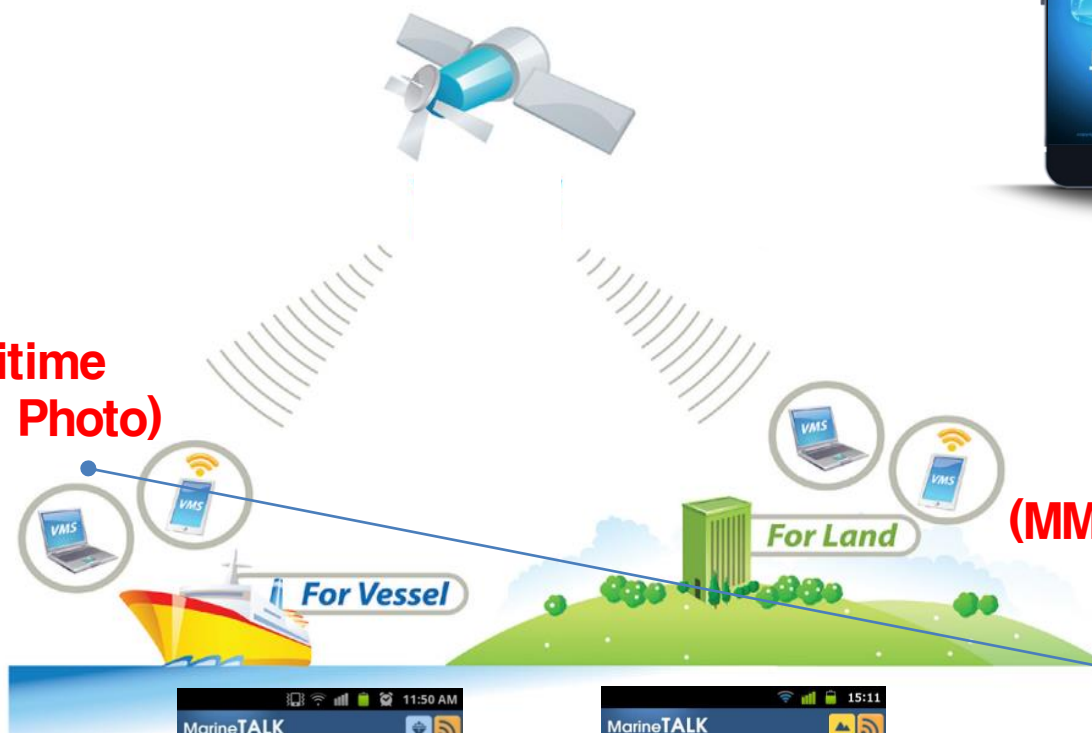 itime
Photo)
VMS
VMS
VMS
VMS
(MM
For Land
For Vessel
11:50 AM
15:11
MarineTALK
MarineTALK